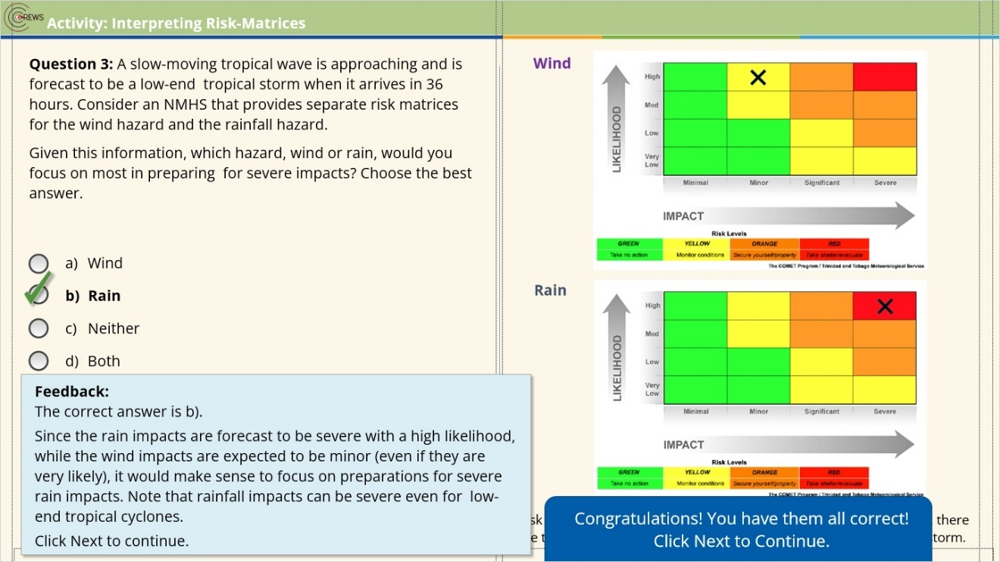 CREWS
Activity: Interpreting Risk-Matrices
Question 3: A slow-moving tropical wave is approaching and is
forecast to be a low-end tropical storm when it arrives in 36
hours. Consider an NMHS that provides separate risk matrices
for the wind hazard and the rainfall hazard.
Given this information, which hazard, wind or rain, would you
focus on most in preparing for severe impacts? Choose the best
answer.
a) Wind
b) Rain
c) Neither
d) Both
Feedback:
The correct answer is b).
Since the rain impacts are forecast to be severe with a high likelihood,
while the wind impacts are expected to be minor (even if they are
very likely), it would make sense to focus on preparations for severe
rain impacts. Note that rainfall impacts can be severe even for low-
end tropical cyclones.
Click Next to continue.
Wind
LIKELIHOOD
High
Med
Low
Very
Low
Minimal Minor Significant Severe
IMPACT
Risk Levels
GREEN YELLOW ORANGE RED
Take no action Monitor conditions Secure yourself/property Take shelter/evacuate
The COMET Program / Trinidad and Tobago Meteorological Service
Rain
LIKELIHOOD
High
Med
Low
Very
Low
Minimal Minor Significant Severe
IMPACT
Risk Levels
GREEN YELLOW ORANGE RED
Take no action Monitor conditions Secure yourself/property Take shelter/evacuate
The COMET Program / Trinidad and Tobago Meteorological Service
there
Congratulations! You have them all correct!
Click Next to Continue.